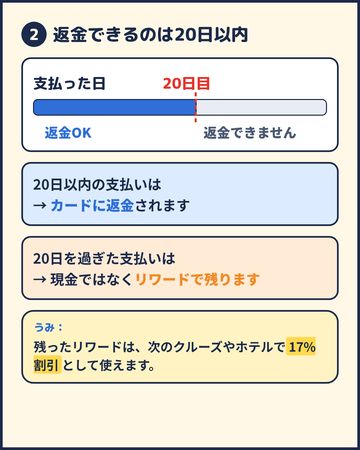 2 返金できるのは20日以内
支払った日 20日目
返金OK 返金できません
20日以内の支払いは
→ カードに返金されます
20日を過ぎた支払いは
→ 現金ではなくリワードで残ります
うみ：
残ったリワードは、次のクルーズやホテルで17%
割引として使えます。